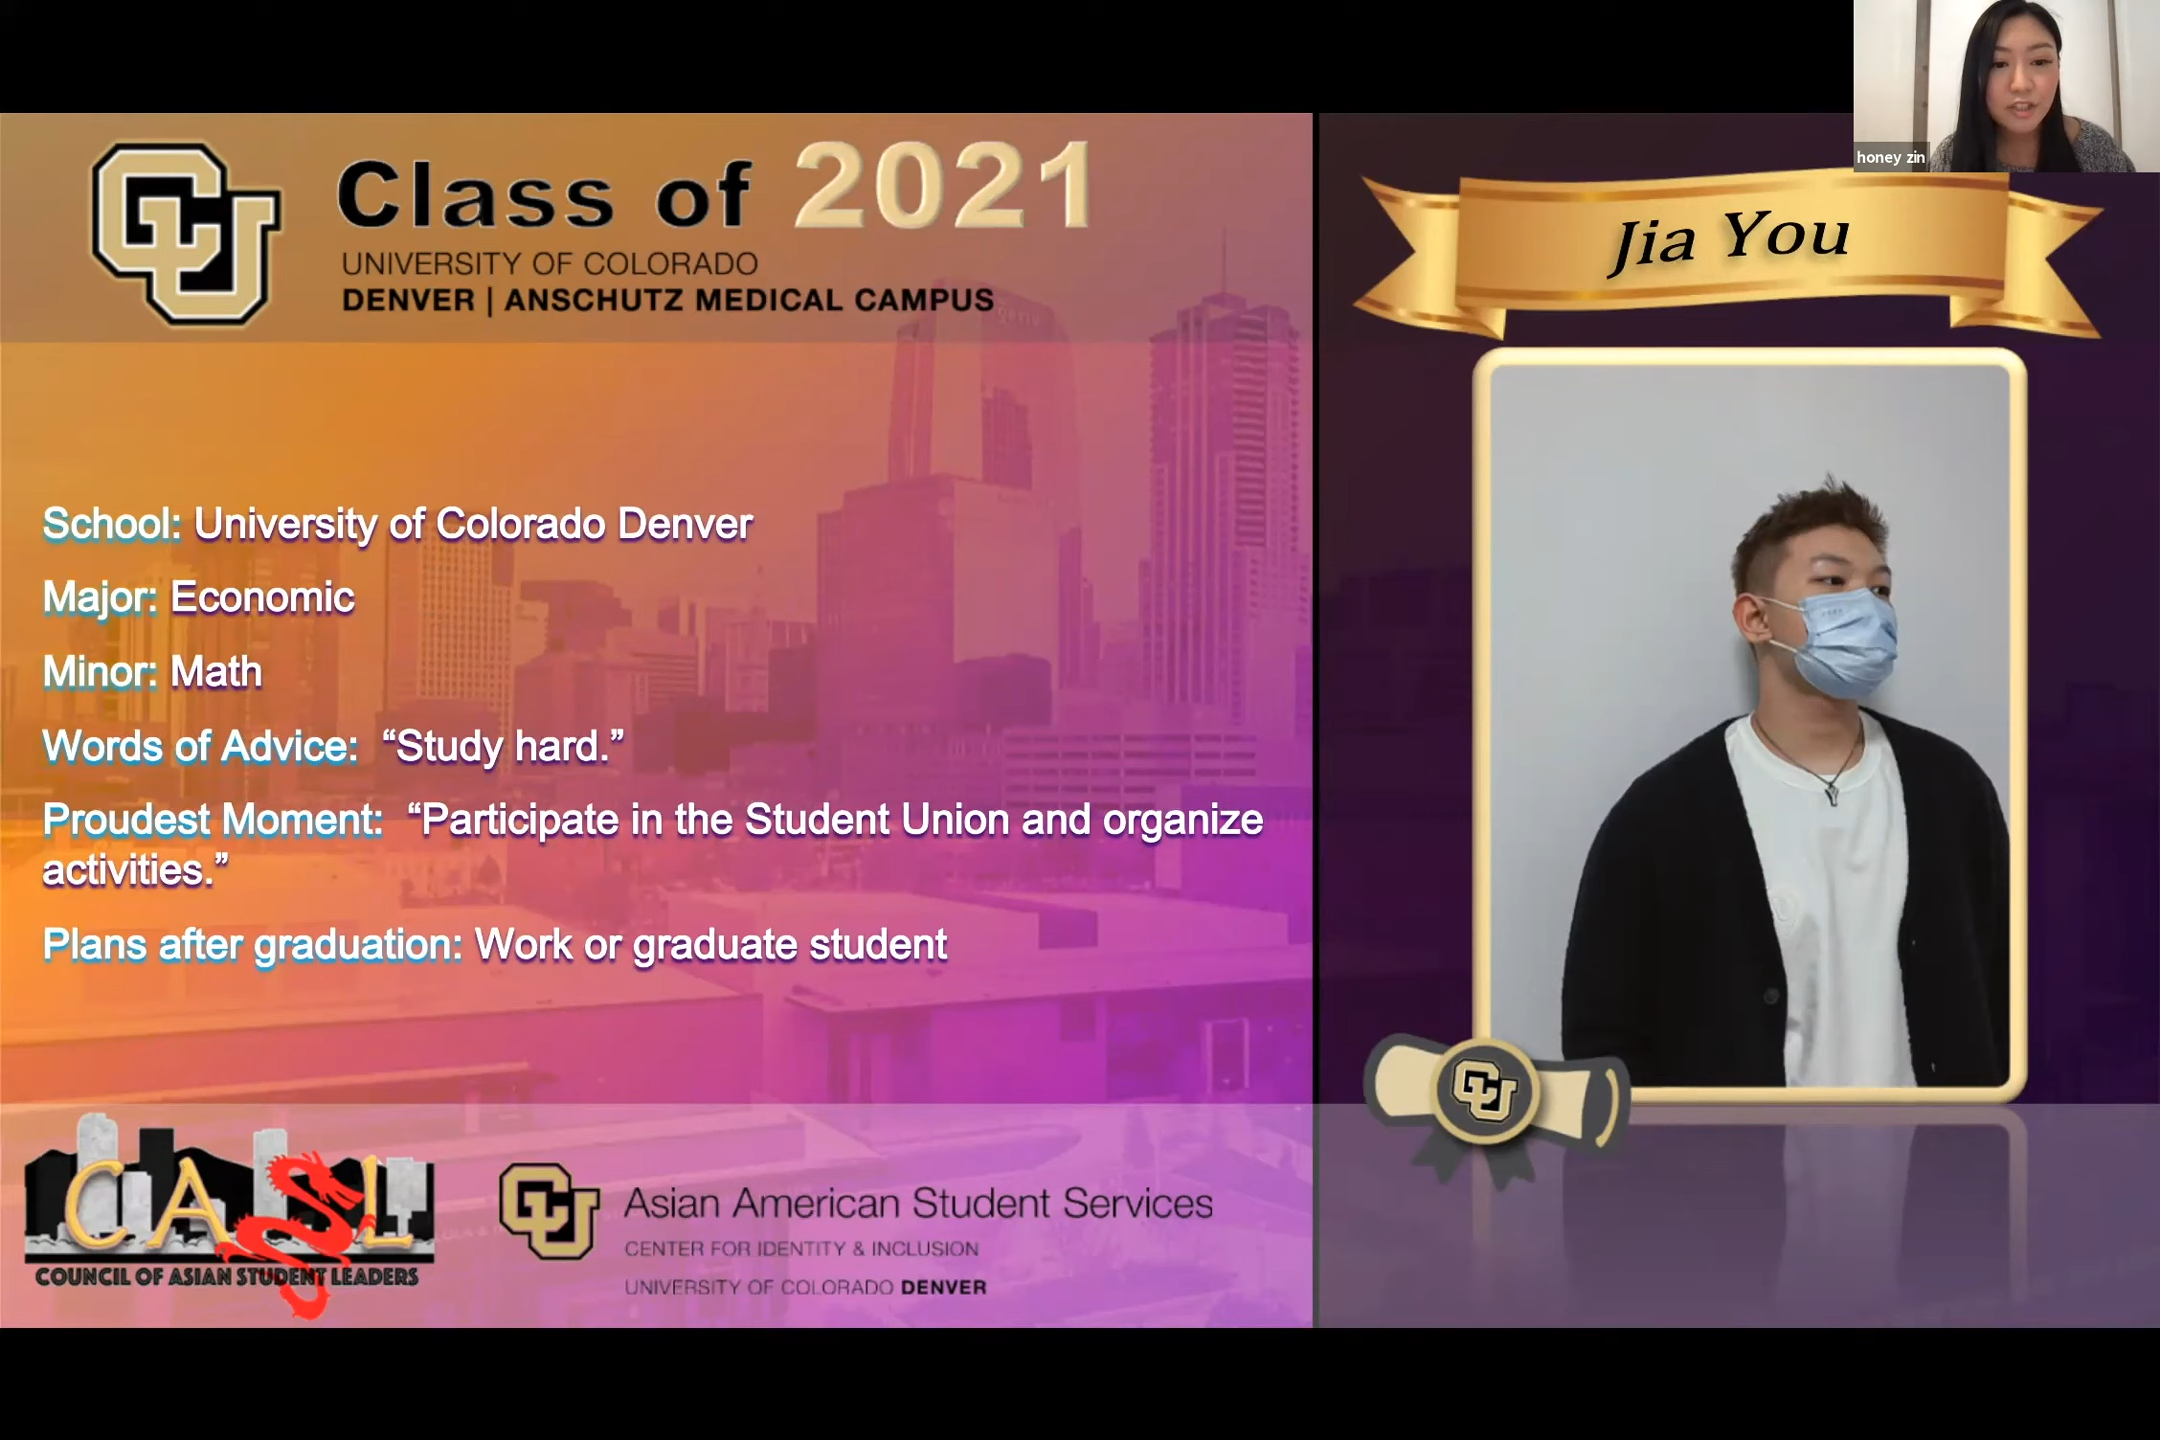 honey zin
Class of 2021
UNIVERSITY OF COLORADO
DENVER | ANSCHUTZ MEDICAL CAMPUS
Jia You
School: University of Colorado Denver
Major: Economic
Minor: Math
Words of Advice: “Study hard.”
Proudest Moment: “Participate in the Student Union and organize
activities.”
Plans after graduation: Work or graduate student
CU
CU
CASL
COUNCIL OF ASIAN STUDENT LEADERS
CU
Asian American Student Services
CENTER FOR IDENTITY & INCLUSION
UNIVERSITY OF COLORADO DENVER